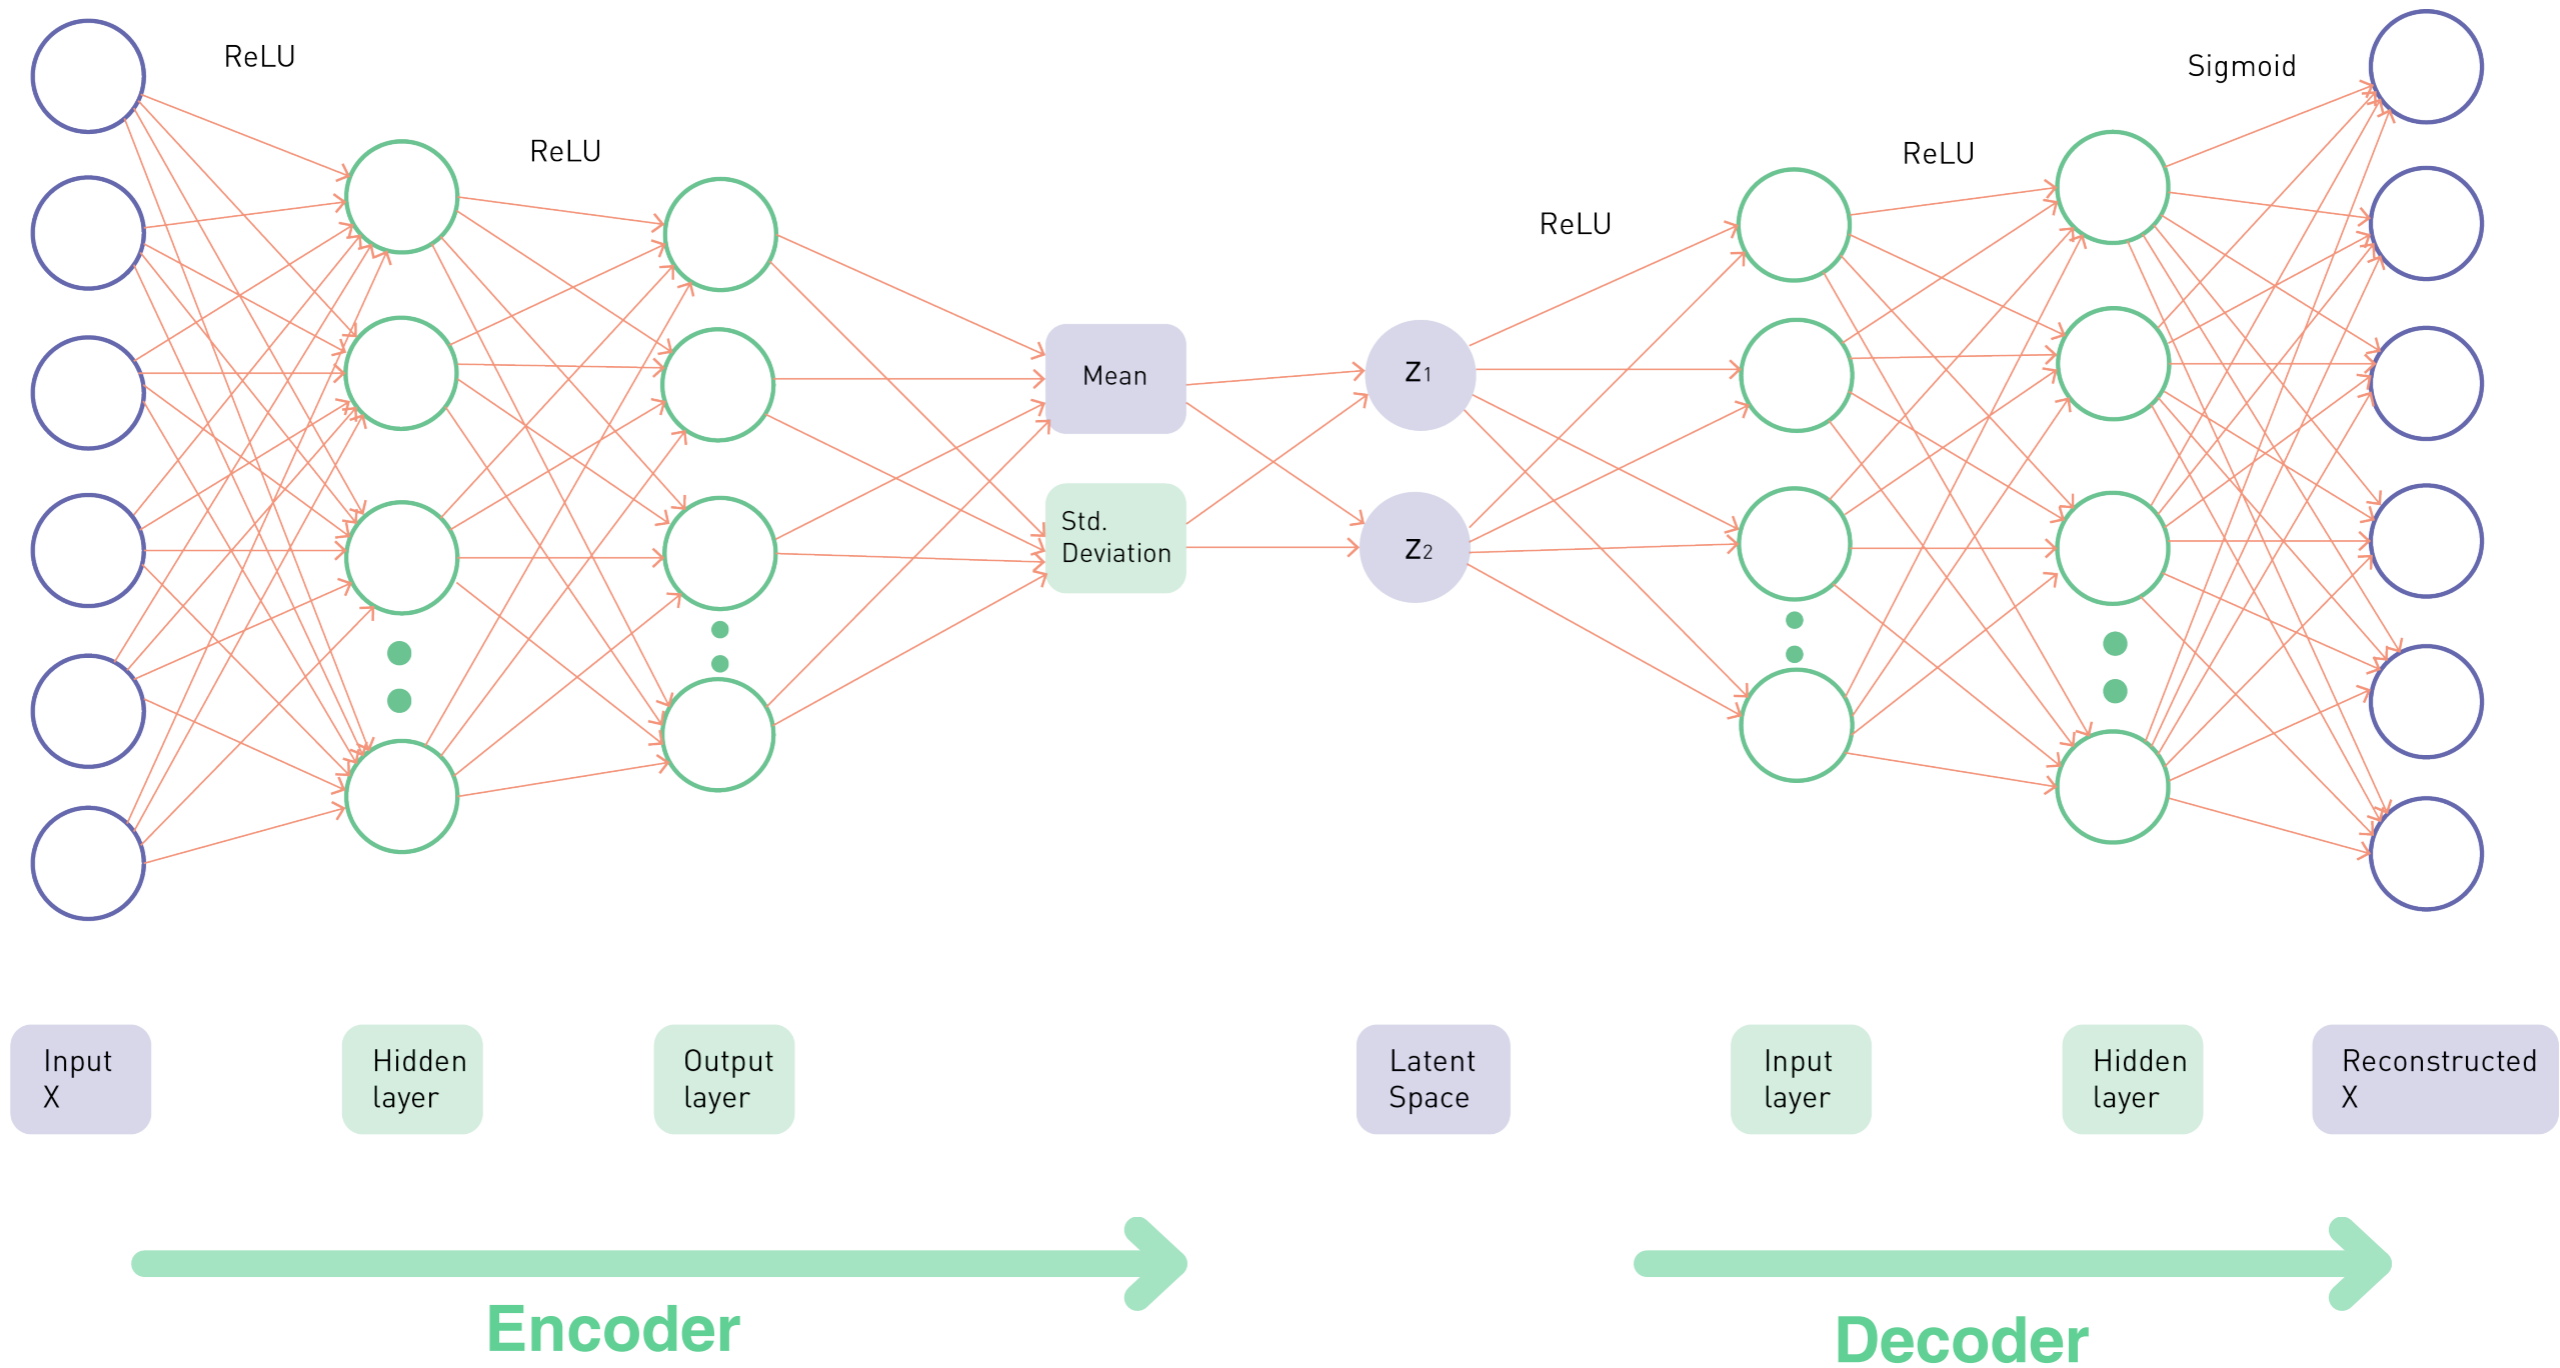 ReLU
ReLU
Mean
Std.
Deviation
z1
z2
ReLU
ReLU
Sigmoid
Input
X
Hidden
layer
Output
layer
Latent
Space
Input
layer
Hidden
layer
Reconstructed
X
Encoder
Decoder